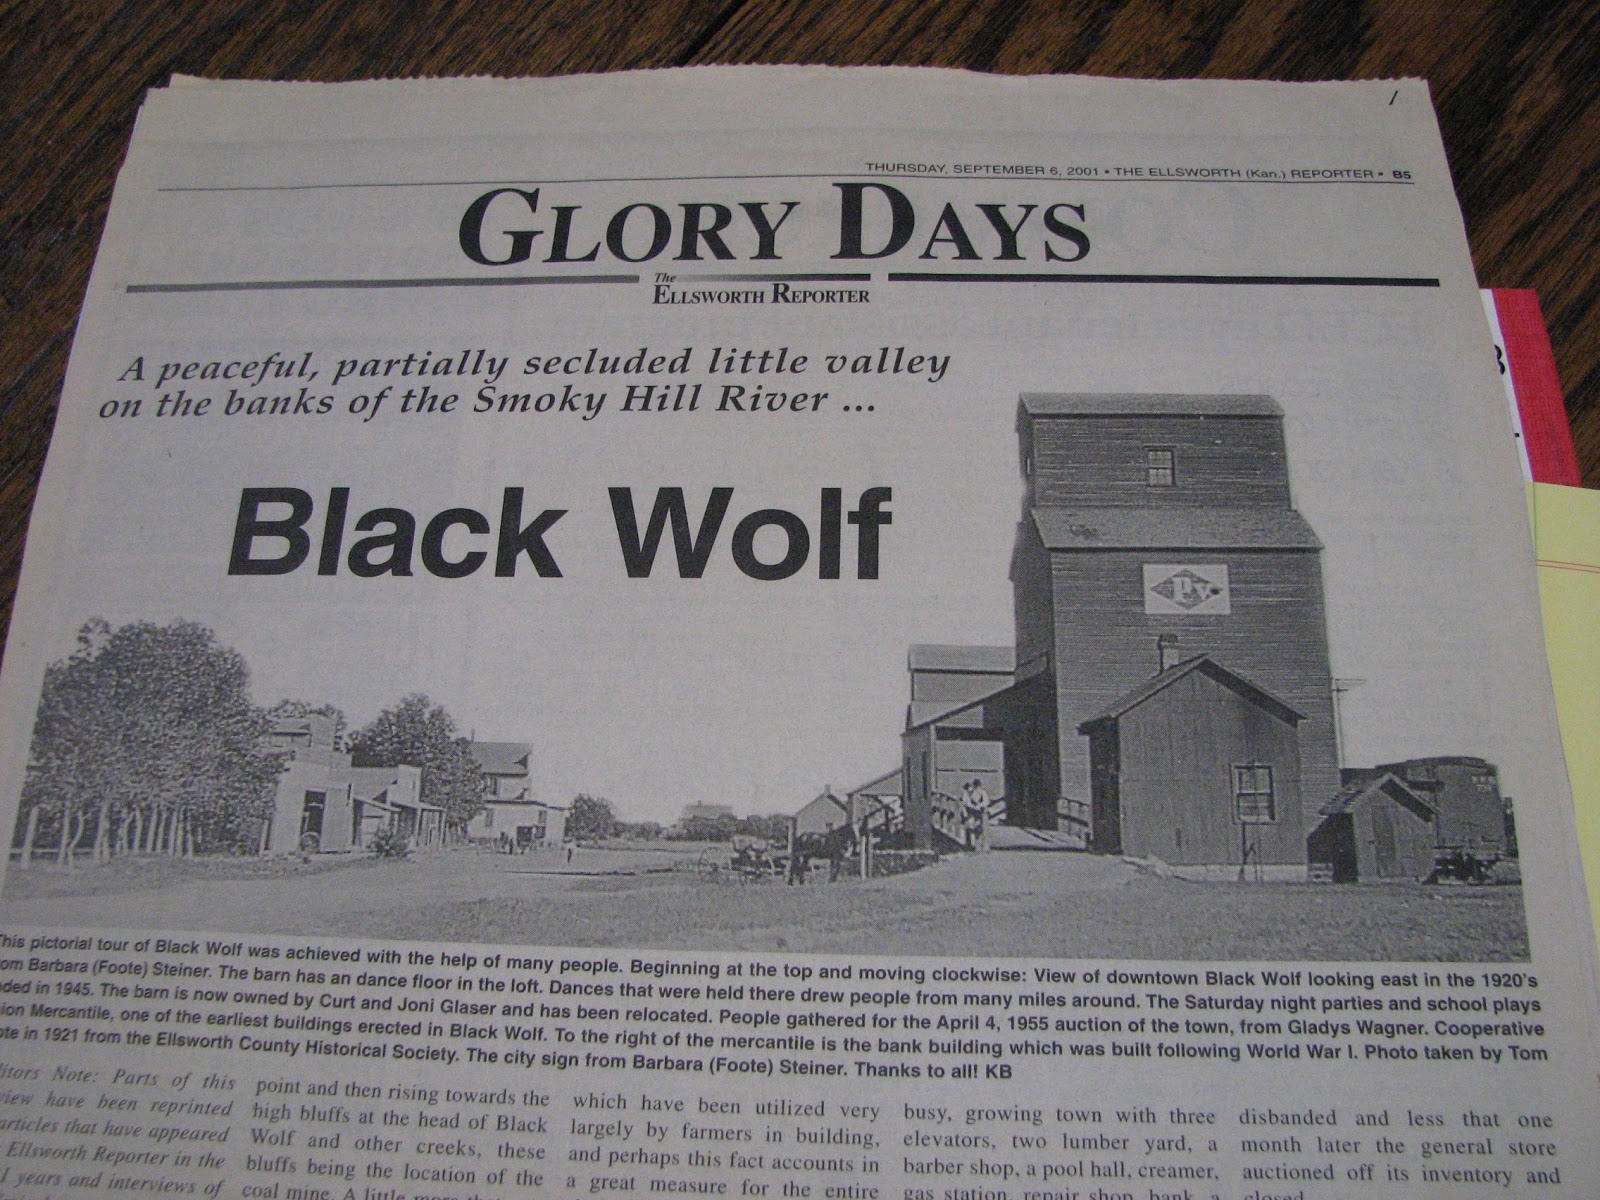 /
THURSDAY, SEPTEMBER 6, 2001 • THE ELLSWORTH (Kan.) REPORTER • B5
GLORY DAYS
The
ELLSWORTH REPORTER
A peaceful, partially secluded little valley
on the banks of the Smoky Hill River ...
Black Wolf
PV
This pictorial tour of Black Wolf was achieved with the help of many people. Beginning at the top and moving clockwise: View of downtown Black Wolf looking east in the 1920's
om Barbara (Foote) Steiner. The barn has an dance floor in the loft. Dances that were held there drew people from many miles around. The Saturday night parties and school plays
ded in 1945. The barn is now owned by Curt and Joni Glaser and has been relocated. People gathered for the April 4, 1955 auction of the town, from Gladys Wagner. Cooperative
ion Mercantile, one of the earliest buildings erected in Black Wolf. To the right of the mercantile is the bank building which was built following World War I. Photo taken by Tom
ote in 1921 from the Ellsworth County Historical Society. The city sign from Barbara (Foote) Steiner. Thanks to all! KB
itors Note: Parts of this
view have been reprinted
articles that have appeared
Ellsworth Reporter in the
1 years and interviews of
point and then rising towards the
high bluffs at the head of Black
Wolf and other creeks, these
bluffs being the location of the
coal mine. A little more
which have been utilized very
largely by farmers in building,
and perhaps this fact accounts in
a great measure for the entire
busy, growing town with three
elevators, two lumber yard, a
barber shop, a pool hall, creamer,
gas station, repair shop, bank, a
disbanded and less that one
month later the general store
auctioned off its inventory and
closed.